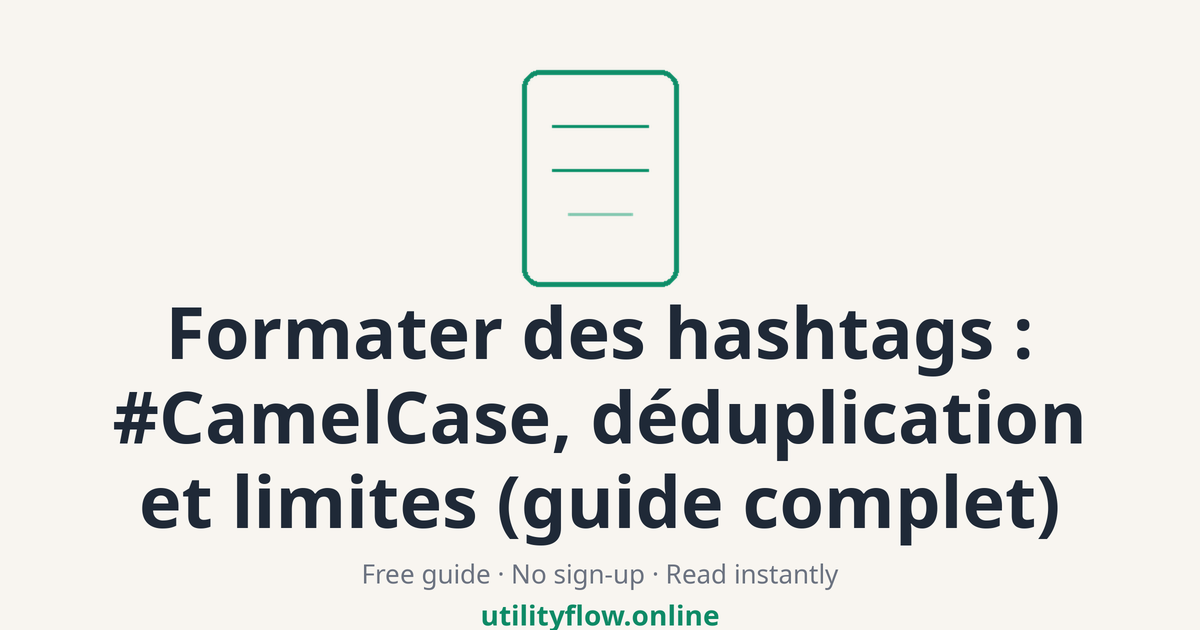 Formater des hashtags :
#CamelCase, déduplication
et limites (guide complet)
Free guide · No sign-up · Read instantly
utilityflow.online